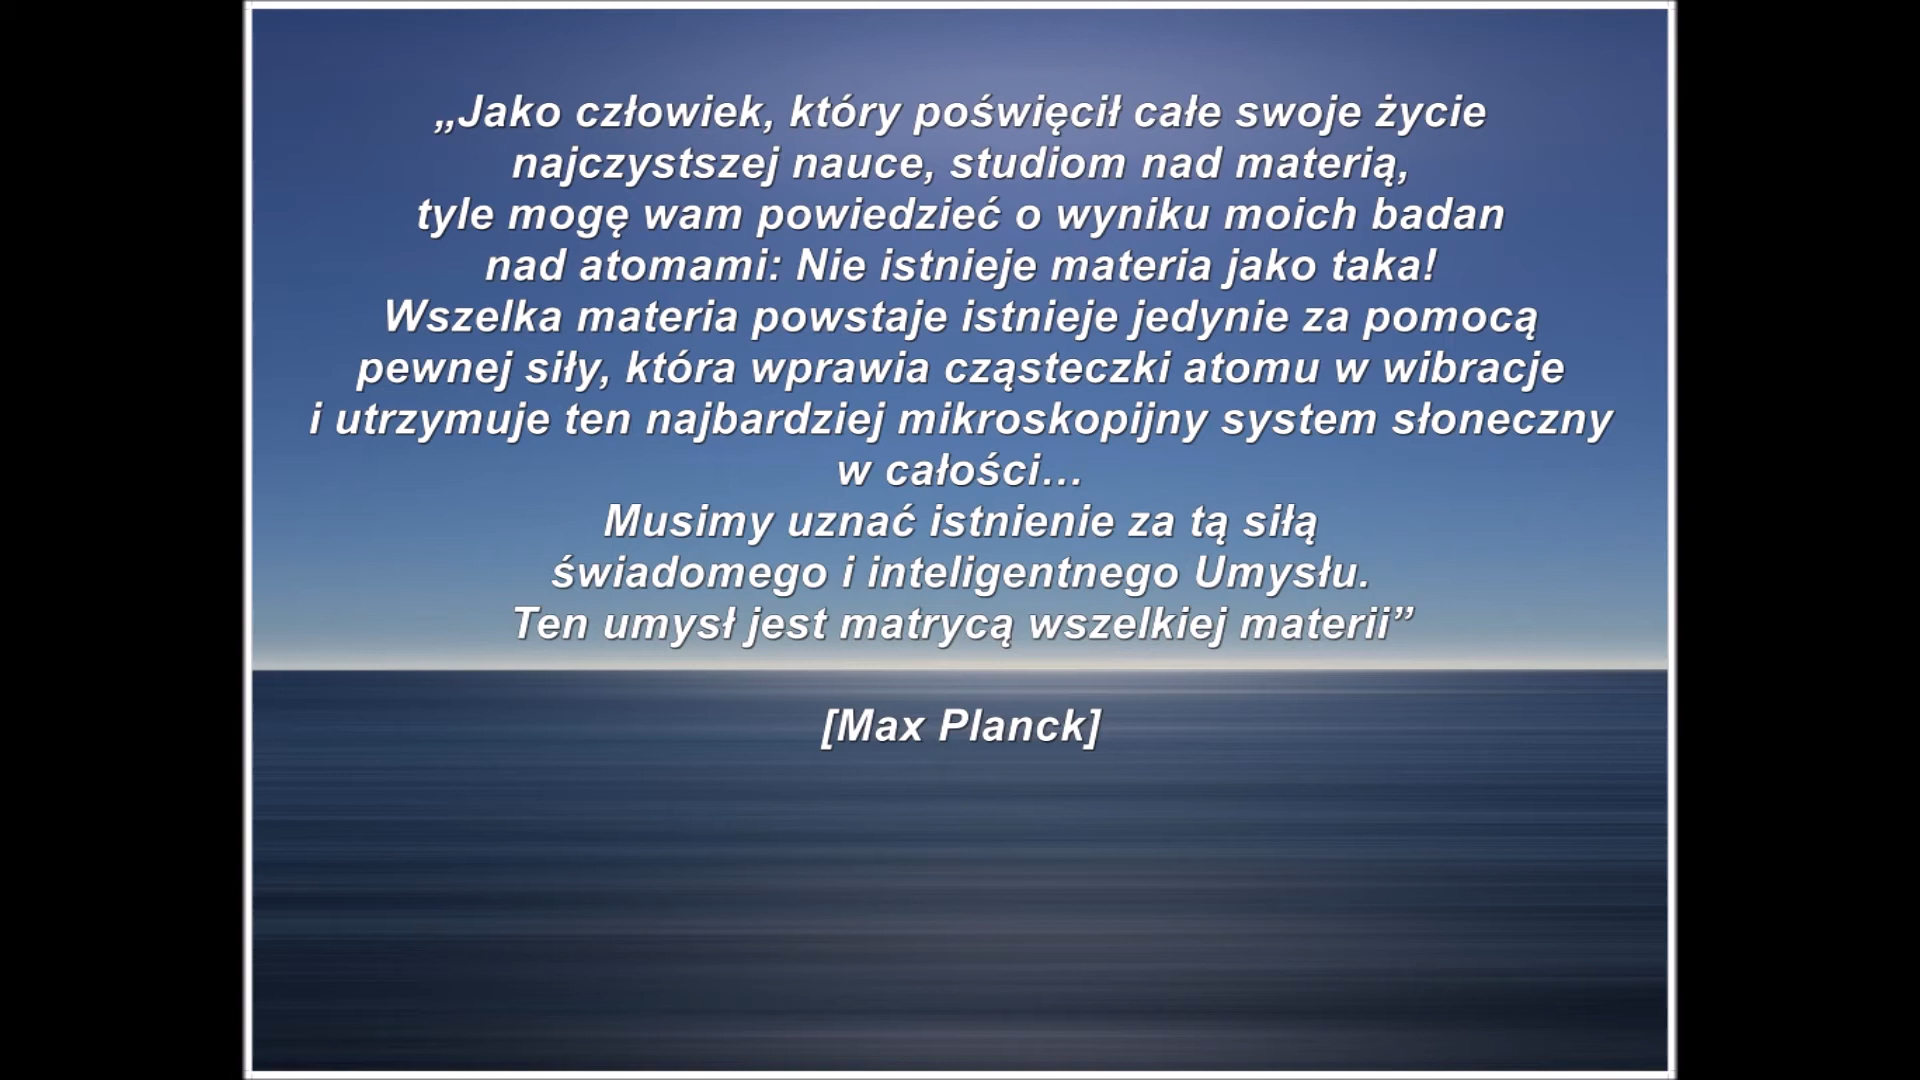 „Jako człowiek, który poświęcił całe swoje życie
najczystszej nauce, studiom nad materią,
tyle mogę wam powiedzieć o wyniku moich badan
nad atomami: Nie istnieje materia jako taka!
Wszelka materia powstaje istnieje jedynie za pomocą
pewnej siły, która wprawia cząsteczki atomu w wibracje
i utrzymuje ten najbardziej mikroskopijny system słoneczny
w całości…
Musimy uznać istnienie za tą siłą
świadomego i inteligentnego Umysłu.
Ten umysł jest matrycą wszelkiej materii”
[Max Planck]